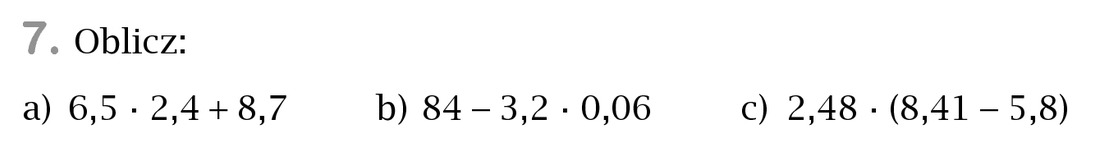 7. Oblicz:
a) 6,5 · 2,4 + 8,7 b) 84 – 3,2 · 0,06 c) 2,48 · (8,41 – 5,8)